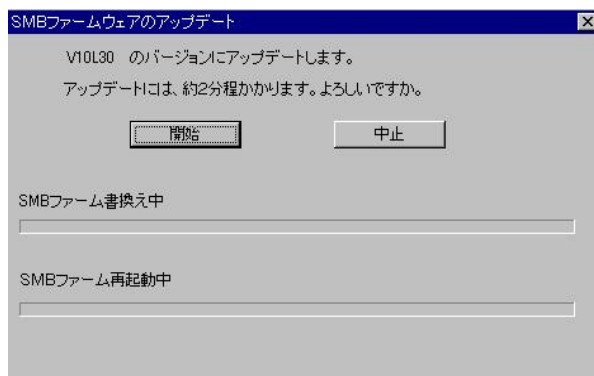 SMBファームウェアのアップデート
V10L30 のバージョンにアップデートします。
アップデートには、約2分程かかります。よろしいですか。
開始 中止
SMBファーム書換え中
SMBファーム再起動中